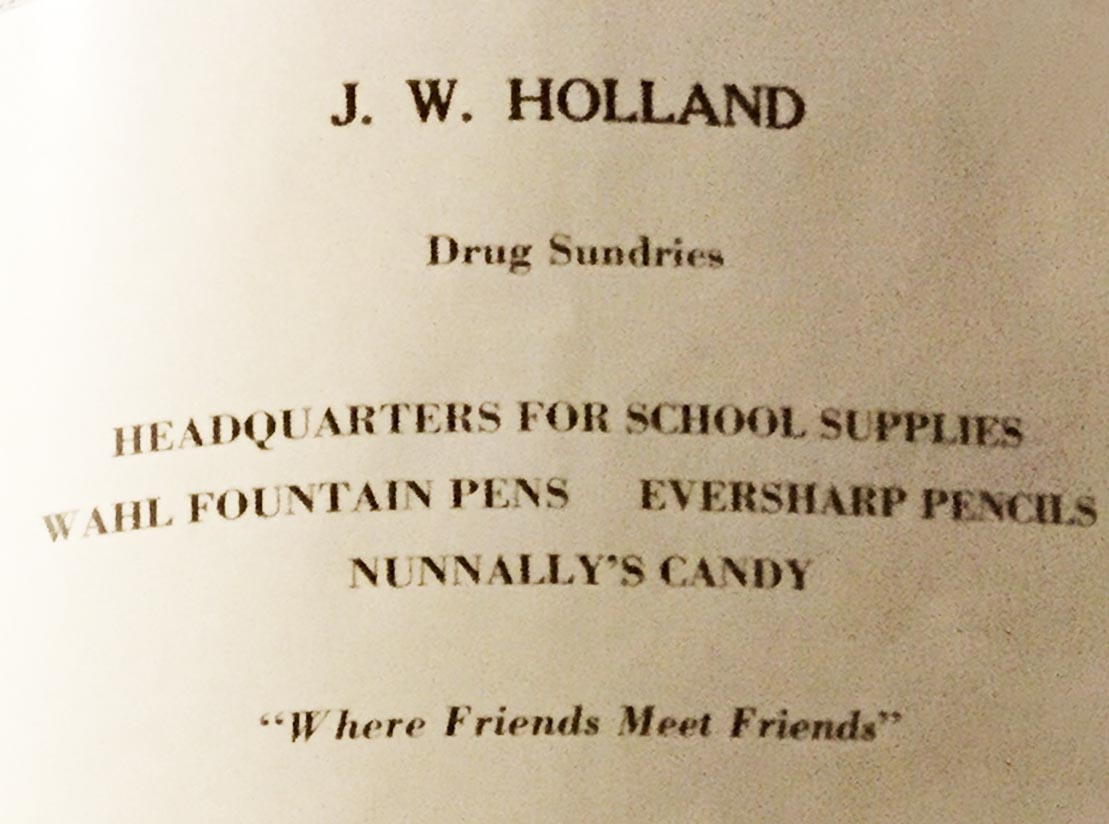 J. W. HOLLAND
Drug Sundries
HEADQUARTERS FOR SCHOOL SUPPLIES
WAHL FOUNTAIN PENS EVERSHARP PENCILS
NUNNALLY'S CANDY
"Where Friends Meet Friends"